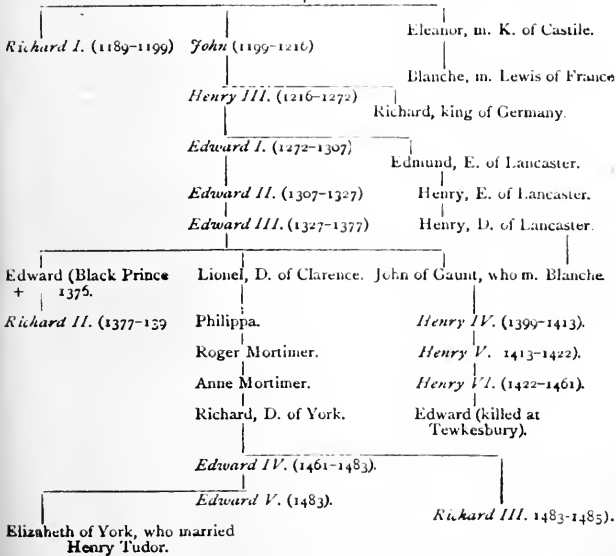 Eleanor, m. K. of Castile.
Richard I. (1189-1199) John (1199-1216)
Blanche, m. Lewis of France
Henry III. (1216-1272)
Richard, king of Germany.
Edward I. (1272-1307)
Edmund, E. of Lancaster.
Edward II. (1307-1327) Henry, E. of Lancaster.
Edward III. (1327-1377) Henry, D. of Lancaster.
Edward (Black Prince Lionel, D. of Clarence. John of Gaunt, who m. Blanche
+ 1376.
Richard II. (1377-139 Philippa. Henry IV. (1399-1413).
Roger Mortimer. Henry V. 1413-1422).
Anne Mortimer. Henry VI. (1422-1461).
Richard, D. of York. Edward (killed at
Tewkesbury).
Edward IV. (1461-1483).
Edward V. (1483).
Richard III. 1483-1485).
Elizabeth of York, who married
Henry Tudor.